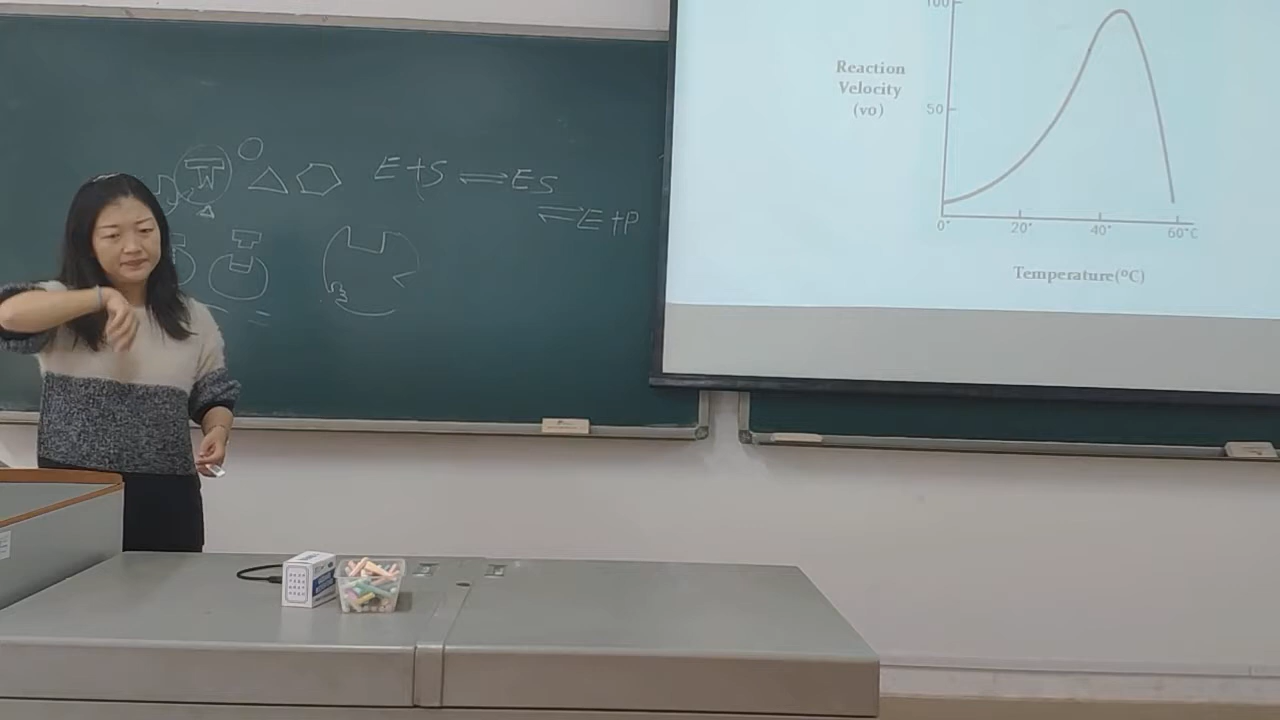 E+S ⇌ ES
⇌ E+P
100
Reaction
Velocity
(vo)
50
0° 20° 40° 60°C
Temperature(°C)